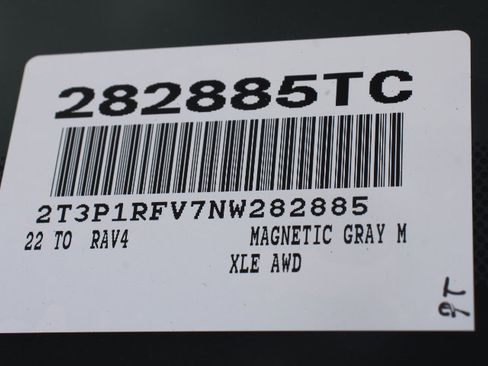 282885TC
2T3P1RFV7NW282885
22 TO RAV4 MAGNETIC GRAY M
XLE AWD